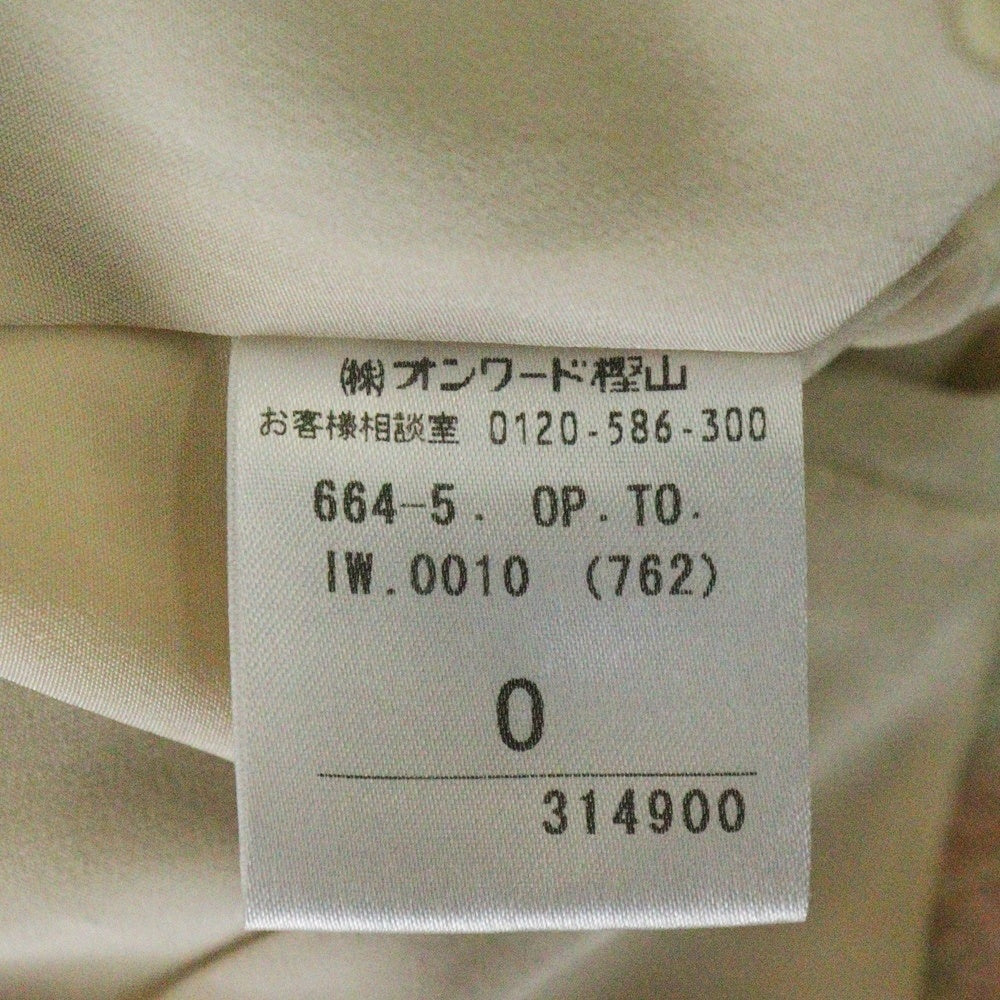 (株)オンワード樫山
お客様相談室 0120-586-300
664-5. OP.TO.
IW.0010 (762)
0
314900